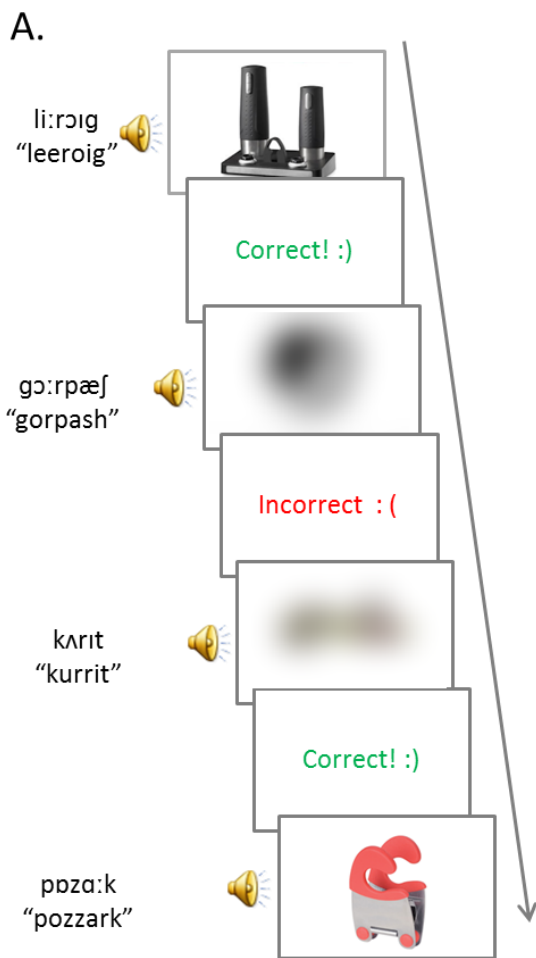 A.
liːrɔɪg
“leeroig”
Correct! :)
gɔːrpæʃ
“gorpash”
Incorrect : (
kʌrɪt
“kurrit”
Correct! :)
pɒzɑːk
“pozzark”